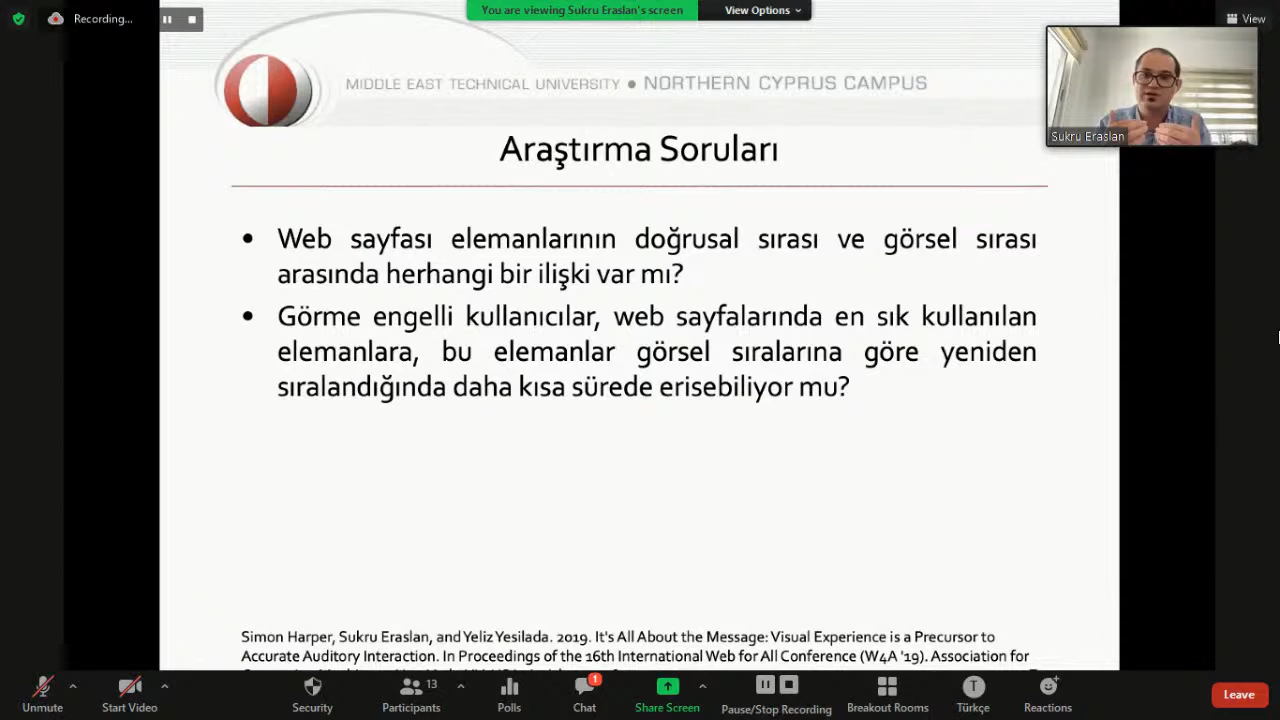 Recording...
You are viewing Sukru Eraslan's screen
View Options
View
MIDDLE EAST TECHNICAL UNIVERSITY ● NORTHERN CYPRUS CAMPUS
Sukru Eraslan
Araştırma Soruları
• Web sayfası elemanlarının doğrusal sırası ve görsel sırası
arasında herhangi bir ilişki var mı?
• Görme engelli kullanıcılar, web sayfalarında en sık kullanılan
elemanlara, bu elemanlar görsel sıralarına göre yeniden
sıralandığında daha kısa sürede erisebiliyor mu?
Simon Harper, Sukru Eraslan, and Yeliz Yesilada. 2019. It's All About the Message: Visual Experience is a Precursor to
Accurate Auditory Interaction. In Proceedings of the 16th International Web for All Conference (W4A '19). Association for
13
1
Unmute
Start Video
Security
Participants
Polls
Chat
Share Screen
Pause/Stop Recording
Breakout Rooms
T
Türkçe
Reactions
Leave